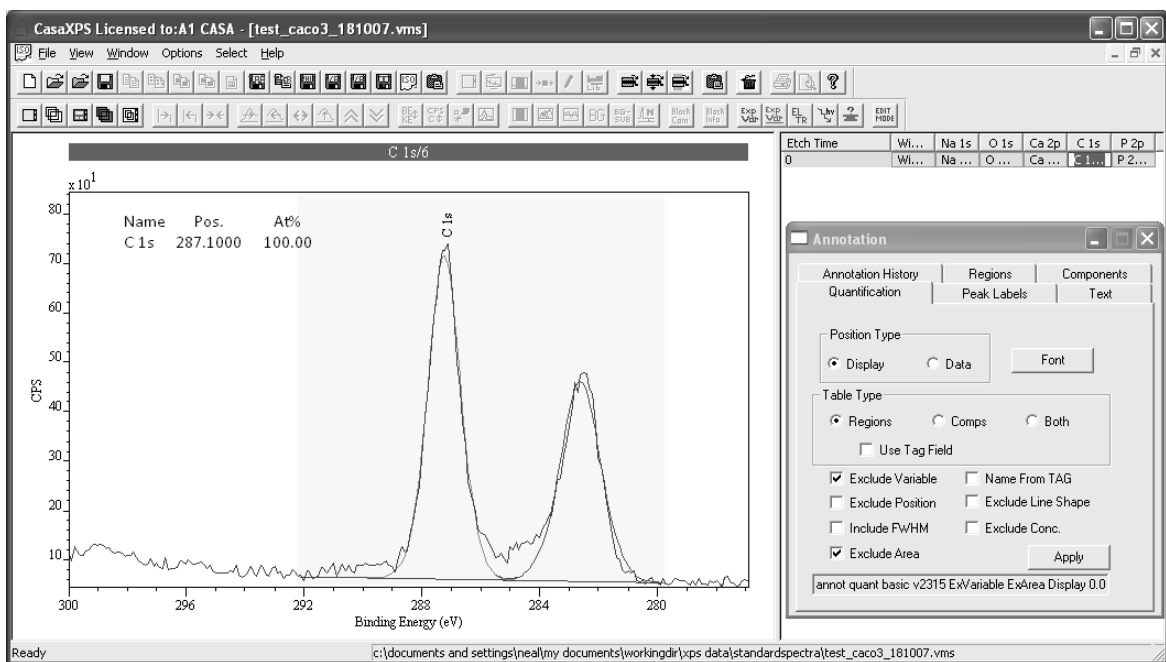 CasaXPS Licensed to:A1 CASA - [test_caco3_181007.vms]
File View Window Options Select Help
C 1s/6
x 10^1
Name Pos. At%
C 1s 287.1000 100.00
C 1s
80
70
60
50
40
30
20
10
CPS
300 296 292 288 284 280
Binding Energy (eV)
Etch Time Wi... Na 1s O 1s Ca 2p C 1s P 2p
0 Wi... Na ... O ... Ca ... C 1... P 2...
Annotation
Annotation History Regions Components
Quantification Peak Labels Text
Position Type
Display Data Font
Table Type
Regions Comps Both
Use Tag Field
Exclude Variable Name From TAG
Exclude Position Exclude Line Shape
Include FWHM Exclude Conc.
Exclude Area Apply
annot quant basic v2315 ExVariable ExArea Display 0.0
Ready c:\documents and settings\neal\my documents\workingdir\xps data\standardspectra\test_caco3_181007.vms